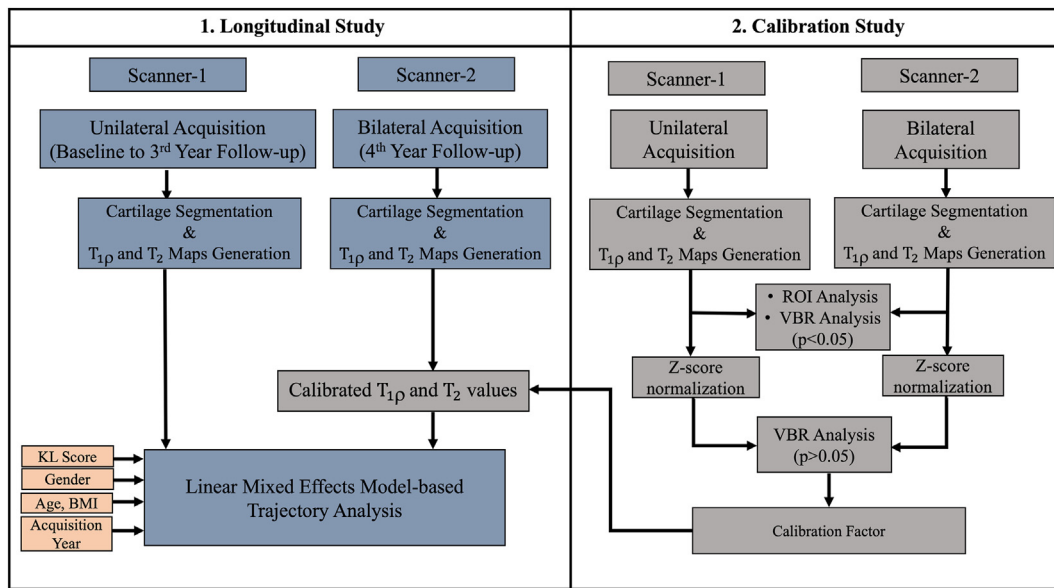 1. Longitudinal Study
Scanner-1
Scanner-2
Unilateral Acquisition
(Baseline to 3rd Year Follow-up)
Bilateral Acquisition
(4th Year Follow-up)
Cartilage Segmentation
&
T1ρ and T2 Maps Generation
Cartilage Segmentation
&
T1ρ and T2 Maps Generation
Calibrated T1ρ and T2 values
KL Score
Gender
Age, BMI
Acquisition
Year
Linear Mixed Effects Model-based
Trajectory Analysis
2. Calibration Study
Scanner-1
Scanner-2
Unilateral
Acquisition
Bilateral
Acquisition
Cartilage Segmentation
&
T1ρ and T2 Maps Generation
Cartilage Segmentation
&
T1ρ and T2 Maps Generation
• ROI Analysis
• VBR Analysis
(p<0.05)
Z-score
normalization
Z-score
normalization
VBR Analysis
(p>0.05)
Calibration Factor